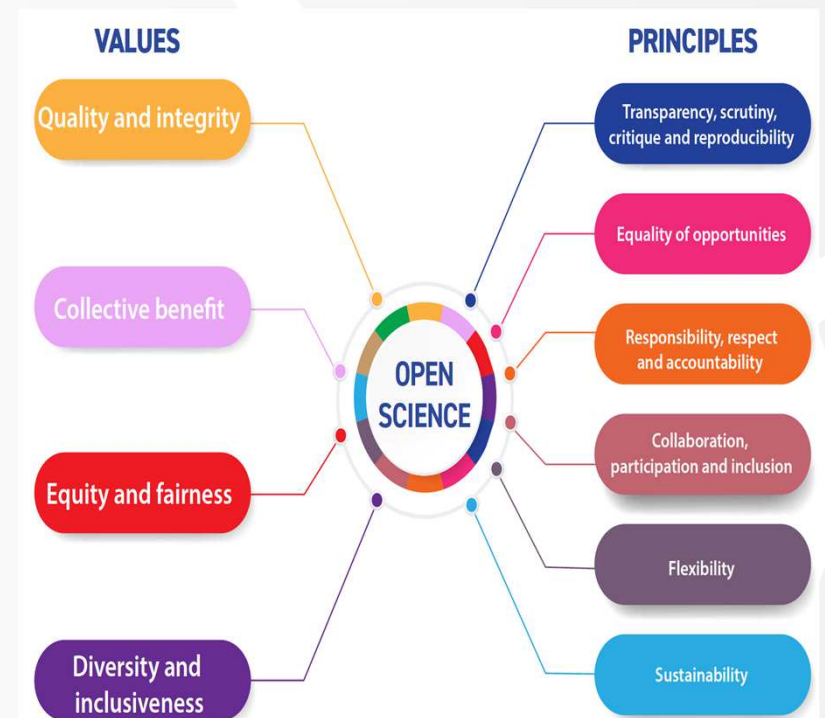 VALUES
Quality and integrity
Collective benefit
Equity and fairness
Diversity and
inclusiveness
OPEN
SCIENCE
PRINCIPLES
Transparency, scrutiny,
critique and reproducibility
Equality of opportunities
Responsibility, respect
and accountability
Collaboration,
participation and inclusion
Flexibility
Sustainability